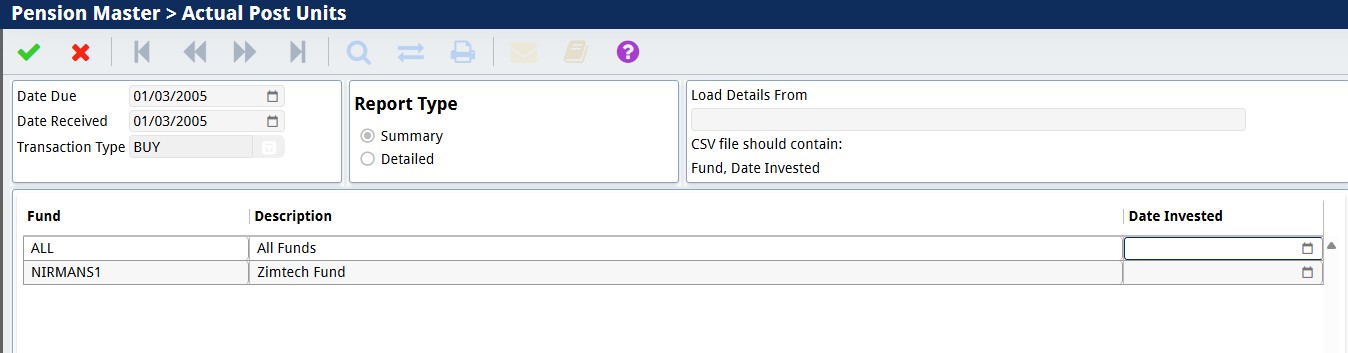 Pension Master > Actual Post Units
?
Date Due 01/03/2005
Date Received 01/03/2005
Transaction Type BUY
Report Type
Summary
Detailed
Load Details From
CSV file should contain:
Fund, Date Invested
Fund Description Date Invested
ALL All Funds
NIRMANS1 Zimtech Fund